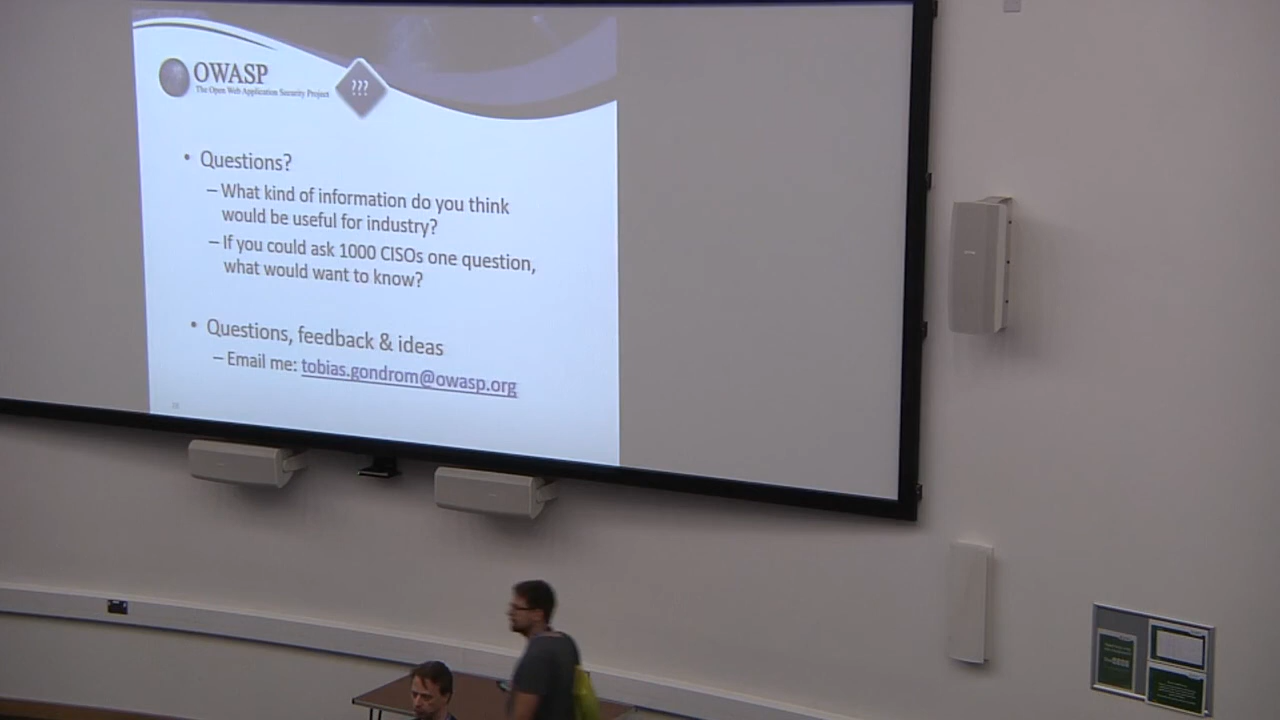 OWASP
The Open Web Application Security Project
???
• Questions?
– What kind of information do you think
would be useful for industry?
– If you could ask 1000 CISOs one question,
what would want to know?
• Questions, feedback & ideas
– Email me: tobias.gondrom@owasp.org